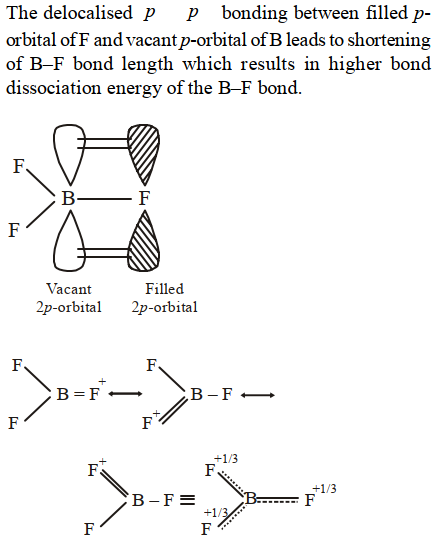 The delocalised p p bonding between filled p-
orbital of F and vacant p-orbital of B leads to shortening
of B–F bond length which results in higher bond
dissociation energy of the B–F bond.
F
B F
F
Vacant Filled
2p-orbital 2p-orbital
F F
+
B = F B – F
F F+
F+ F+1/3
B – F ≡ B F+1/3
F F+1/3